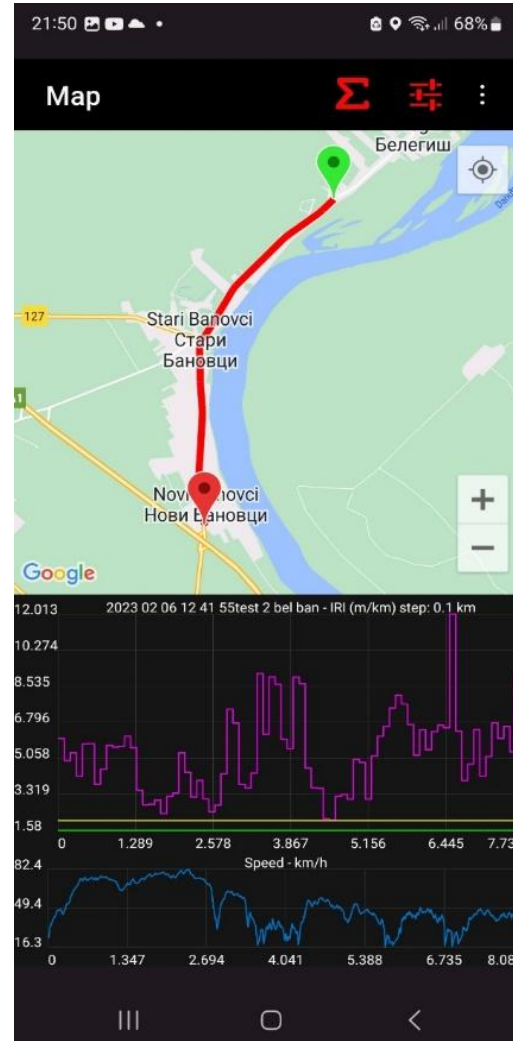 21:50 68%
Map Σ
Белегиш
127
Stari Banovci
Стари
Бановци
Нови Бановци
Google
12.013 2023 02 06 12 41 55test 2 bel ban - IRI (m/km) step: 0.1 km
10.274
8.535
6.796
5.058
3.319
1.58
0 1.289 2.578 3.867 5.156 6.445 7.73
82.4 Speed - km/h
49.4
16.3
0 1.347 2.694 4.041 5.388 6.735 8.08